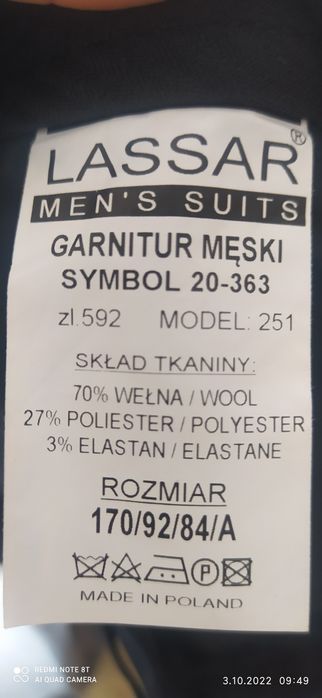 LASSAR®
MEN'S SUITS
GARNITUR MĘSKI
SYMBOL 20-363
zl.592 MODEL: 251
SKŁAD TKANINY:
70% WEŁNA / WOOL
27% POLIESTER / POLYESTER
3% ELASTAN / ELASTANE
ROZMIAR
170/92/84/A
P
MADE IN POLAND
REDMI NOTE 8T
AI QUAD CAMERA
3.10.2022 09:49